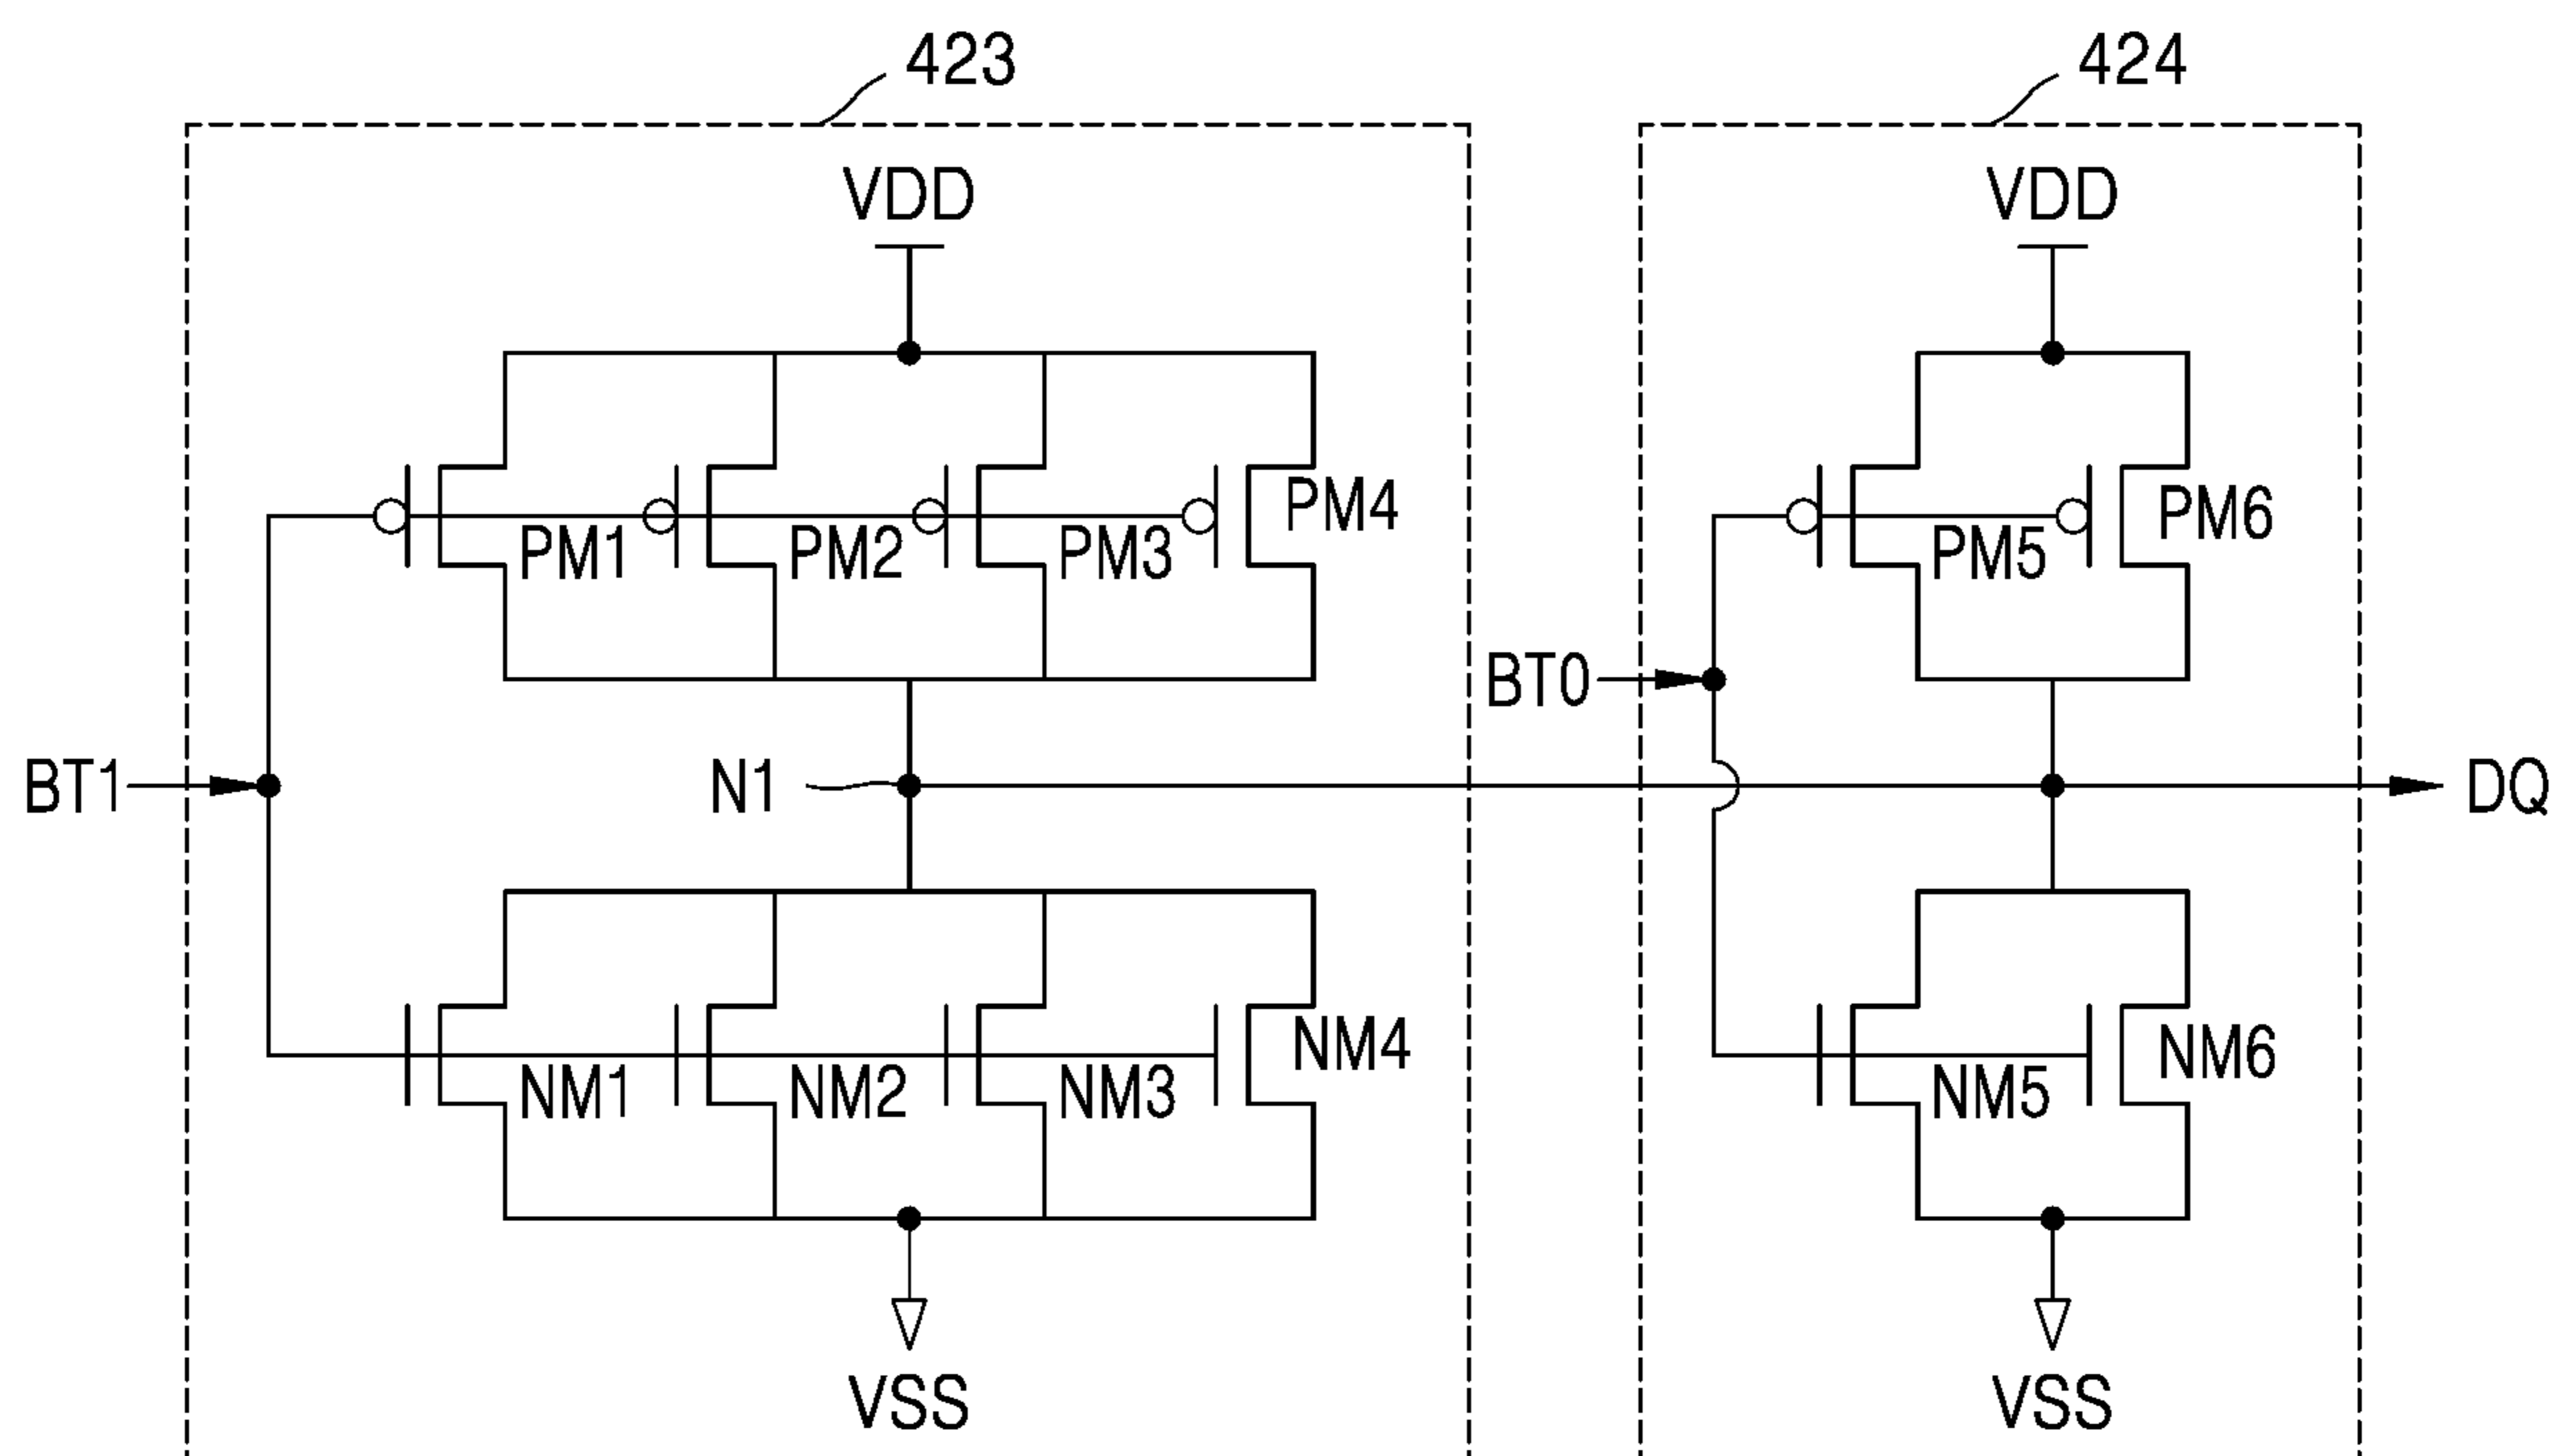 423
424
VDD
VDD
PM1
PM2
PM3
PM4
PM5
PM6
BT0
BT1
N1
DQ
NM1
NM2
NM3
NM4
NM5
NM6
VSS
VSS